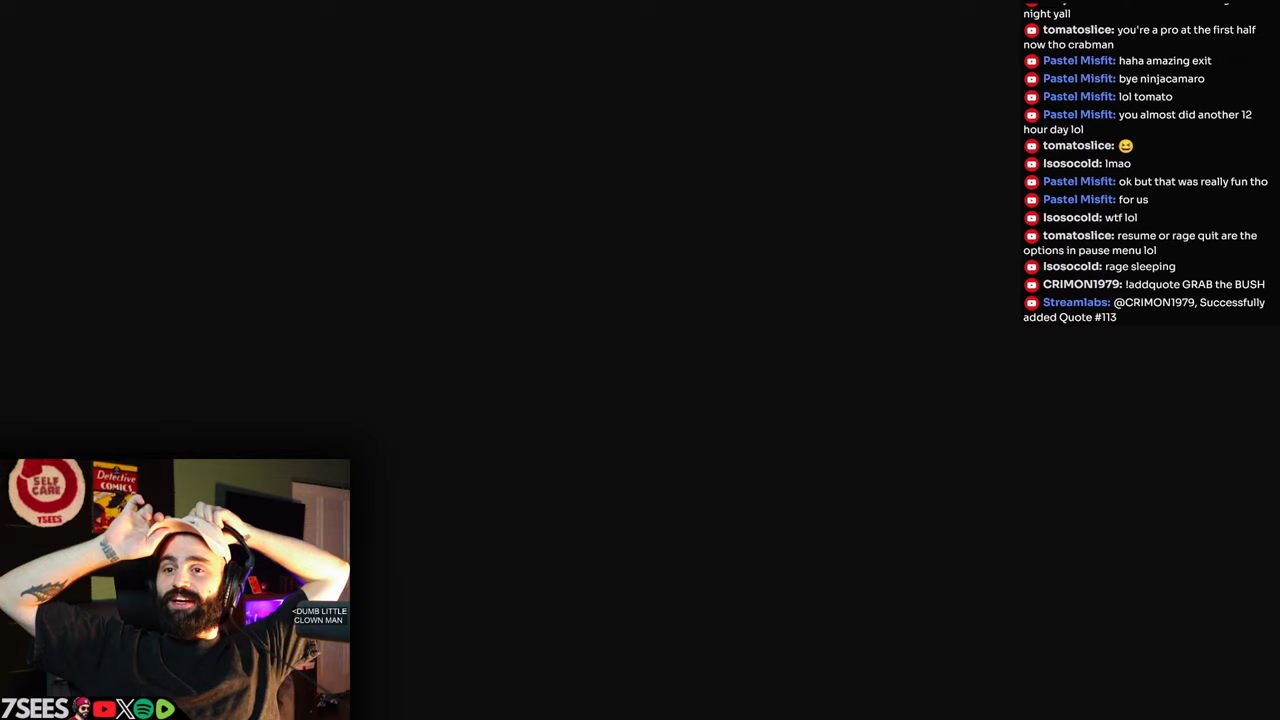 night yall
tomatoslice: you're a pro at the first half
now tho crabman
Pastel Misfit: haha amazing exit
Pastel Misfit: bye ninjacamaro
Pastel Misfit: lol tomato
Pastel Misfit: you almost did another 12
hour day lol
tomatoslice: 😆
Isosocold: lmao
Pastel Misfit: ok but that was really fun tho
Pastel Misfit: for us
Isosocold: wtf lol
tomatoslice: resume or rage quit are the
options in pause menu lol
Isosocold: rage sleeping
CRIMON1979: !addquote GRAB the BUSH
Streamlabs: @CRIMON1979, Successfully
added Quote #113
SELF
CARE
7SEES
Detective
COMICS
<DUMB LITTLE
CLOWN MAN
7SEES